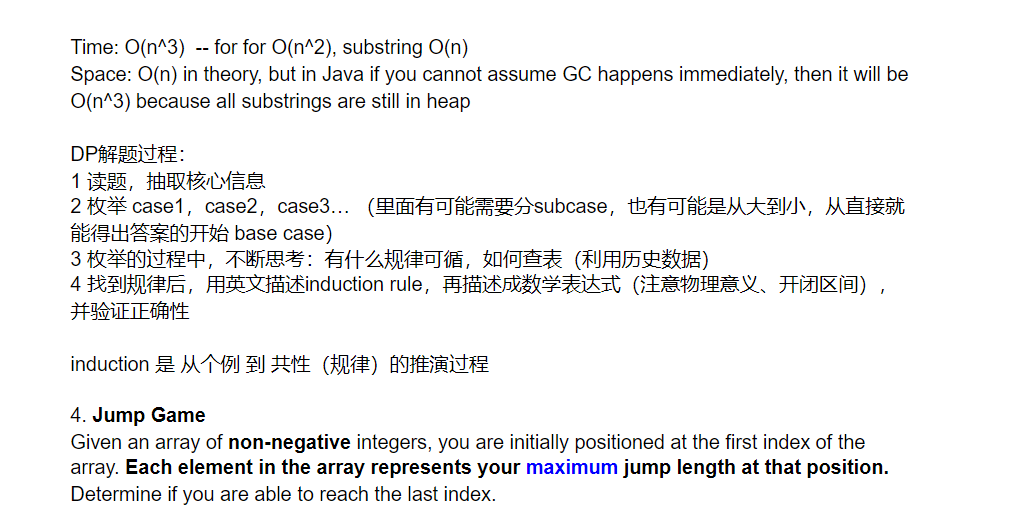 Time: O(n^3)  -- for for O(n^2), substring O(n)
Space: O(n) in theory, but in Java if you cannot assume GC happens immediately, then it will be
O(n^3) because all substrings are still in heap
DP解题过程：
1 读题，抽取核心信息
2 枚举 case1，case2，case3… （里面有可能需要分subcase，也有可能是从大到小，从直接就
能得出答案的开始 base case）
3 枚举的过程中，不断思考：有什么规律可循，如何查表（利用历史数据）
4 找到规律后，用英文描述induction rule，再描述成数学表达式（注意物理意义、开闭区间），
并验证正确性
induction 是 从个例 到 共性（规律）的推演过程
4. Jump Game
Given an array of non-negative integers, you are initially positioned at the first index of the
array. Each element in the array represents your maximum jump length at that position.
Determine if you are able to reach the last index.